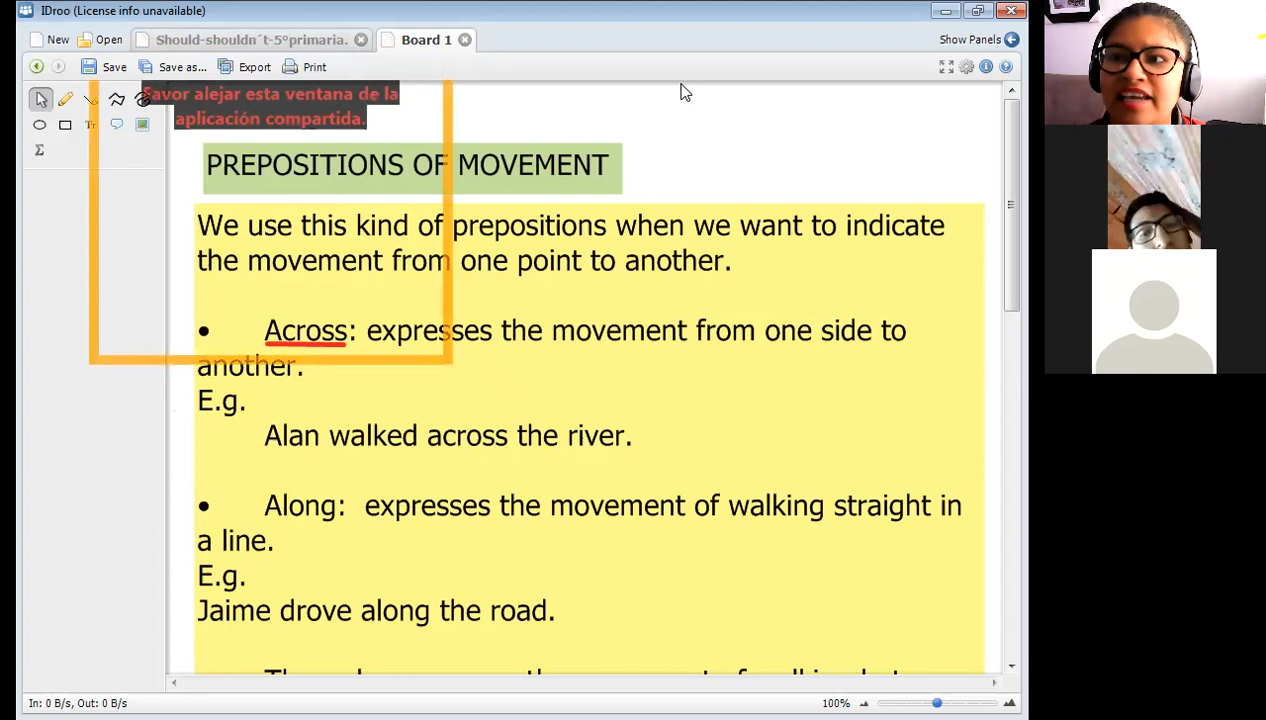 IDroo (License info unavailable)
New Open Should-shouldn´t-5°primaria. Board 1 Show Panels
Save Save as... Export Print
avor alejar esta ventana de la
aplicación compartida.
PREPOSITIONS OF MOVEMENT
We use this kind of prepositions when we want to indicate
the movement from one point to another.
• Across: expresses the movement from one side to
another.
E.g.
Alan walked across the river.
• Along: expresses the movement of walking straight in
a line.
E.g.
Jaime drove along the road.
In: 0 B/s, Out: 0 B/s 100%